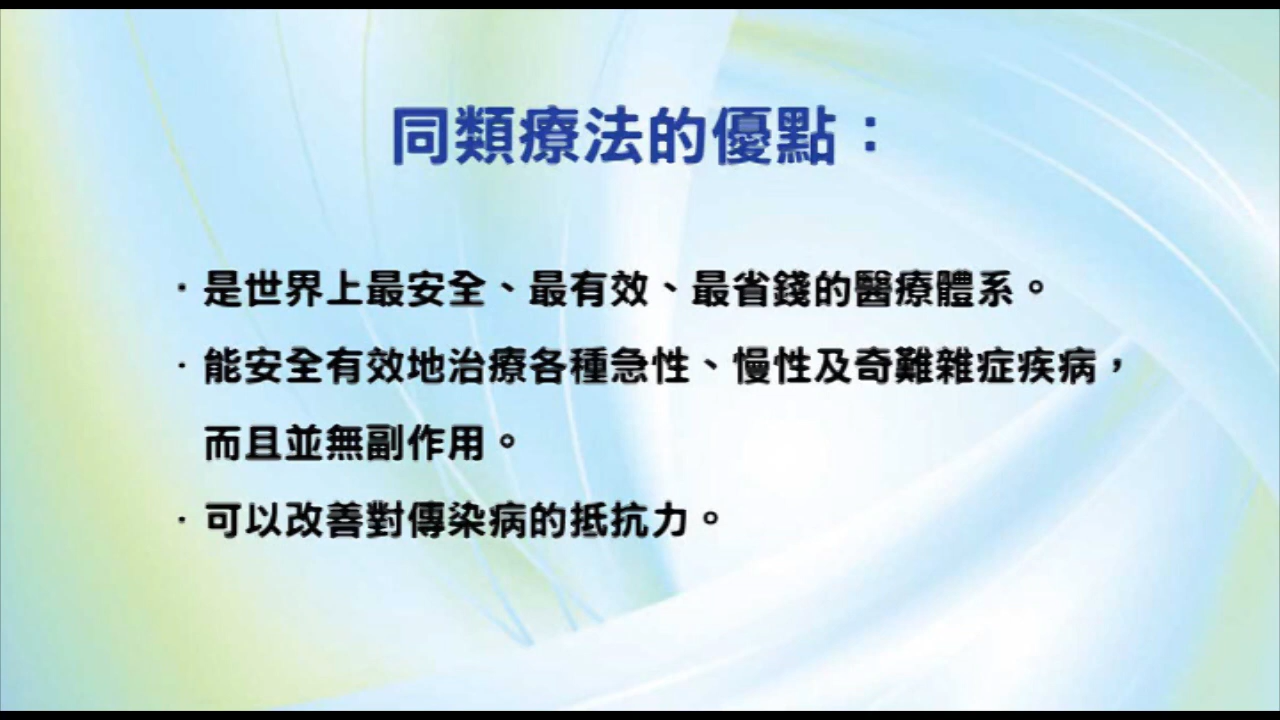 同類療法的優點：
·是世界上最安全、最有效、最省錢的醫療體系。
·能安全有效地治療各種急性、慢性及奇難雜症疾病，
而且並無副作用。
·可以改善對傳染病的抵抗力。